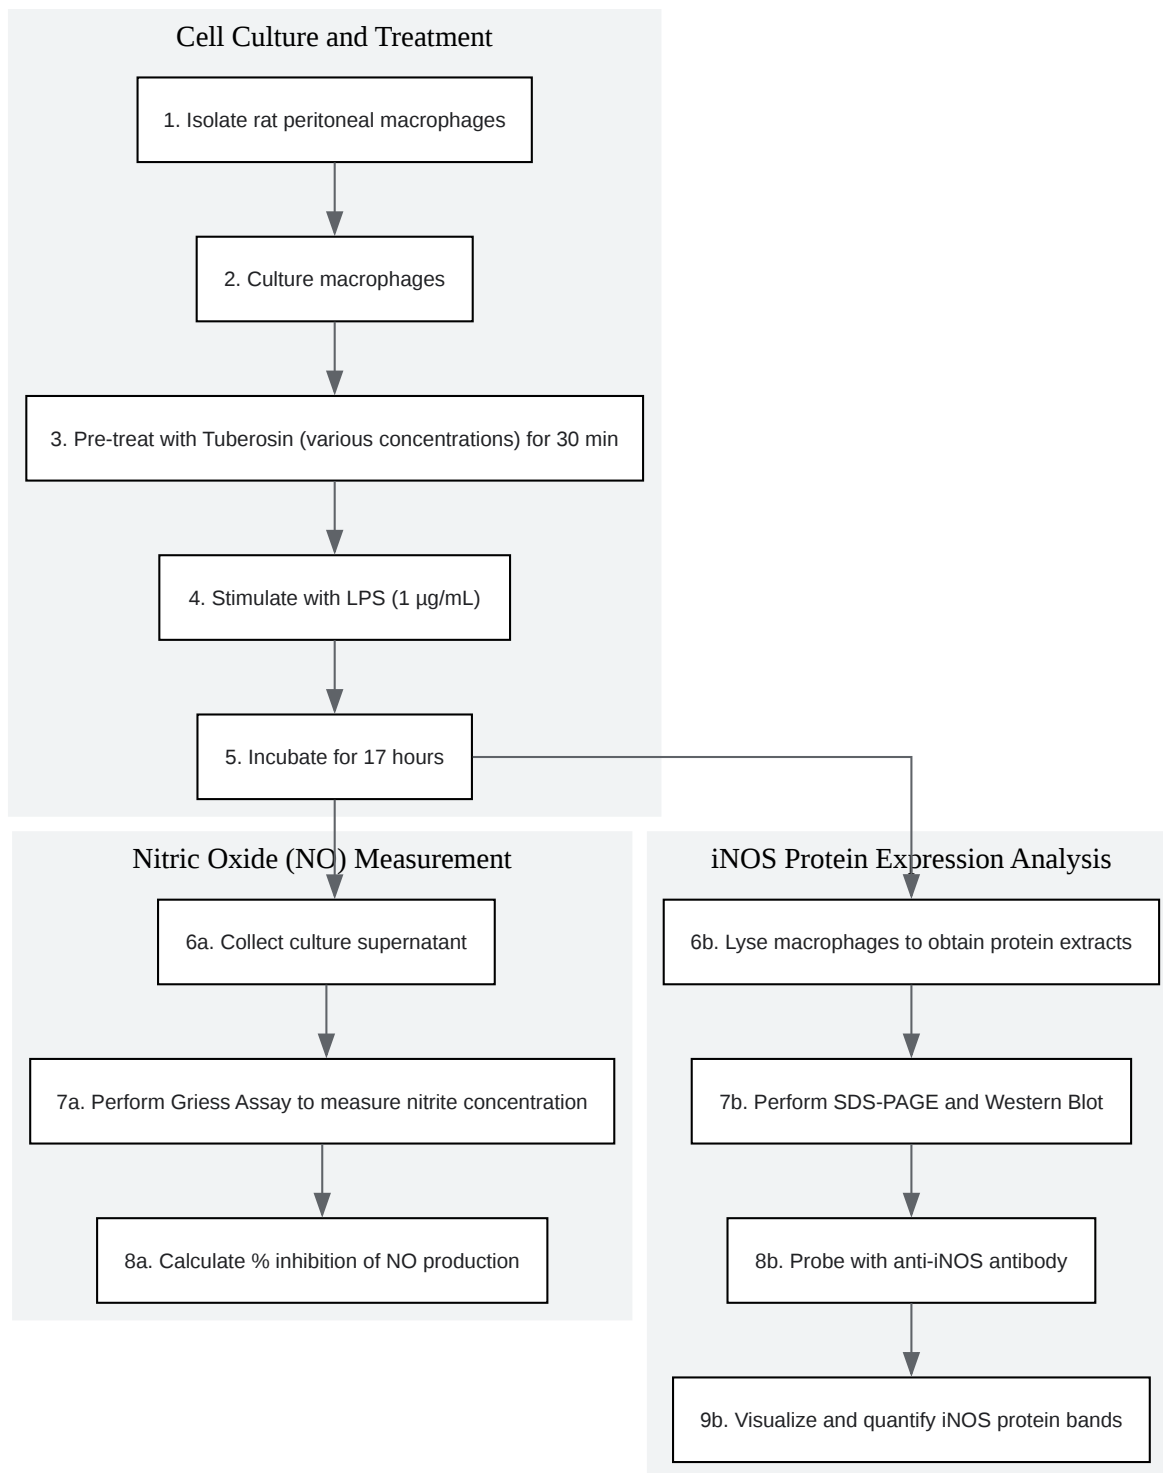 Cell Culture and Treatment
1. Isolate rat peritoneal macrophages
2. Culture macrophages
3. Pre-treat with Tuberosin (various concentrations) for 30 min
4. Stimulate with LPS (1 µg/mL)
5. Incubate for 17 hours
Nitric Oxide (NO) Measurement
6a. Collect culture supernatant
7a. Perform Griess Assay to measure nitrite concentration
8a. Calculate % inhibition of NO production
iNOS Protein Expression Analysis
6b. Lyse macrophages to obtain protein extracts
7b. Perform SDS-PAGE and Western Blot
8b. Probe with anti-iNOS antibody
9b. Visualize and quantify iNOS protein bands